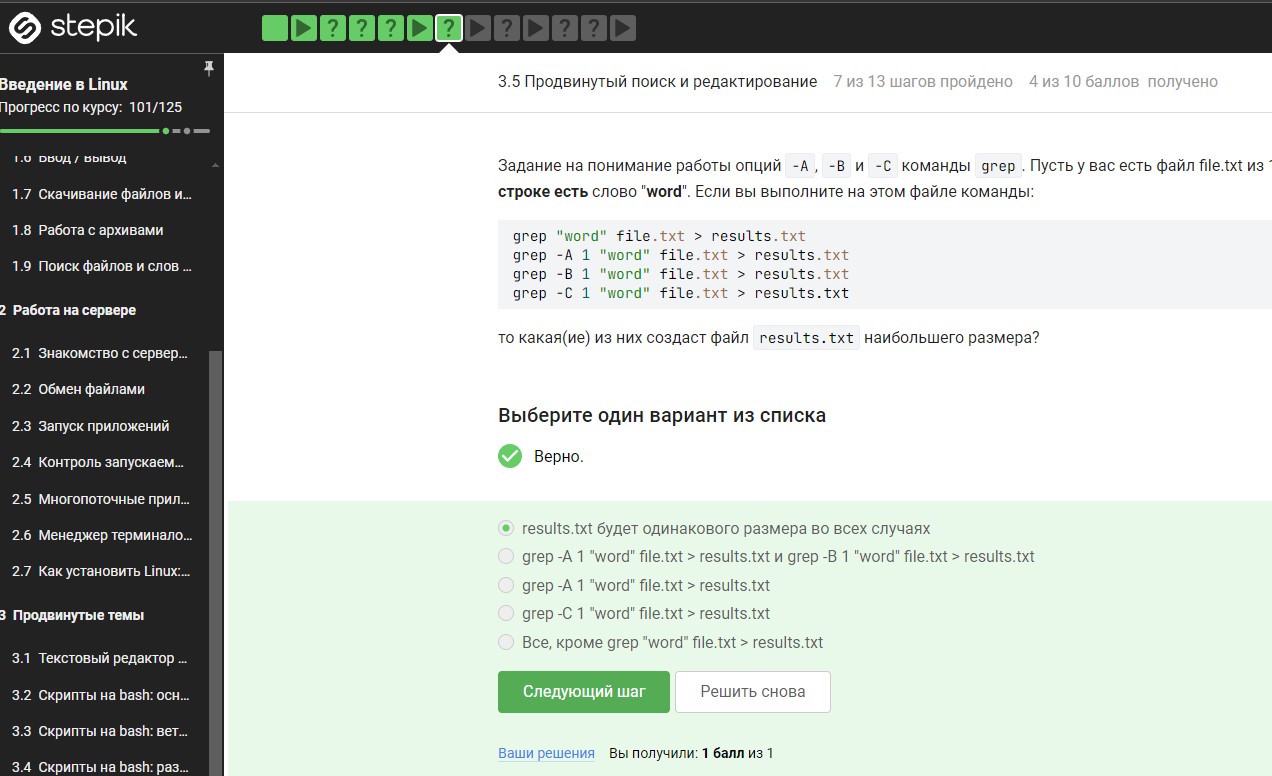 stepik
3.5 Продвинутый поиск и редактирование 7 из 13 шагов пройдено 4 из 10 баллов получено
Введение в Linux
Прогресс по курсу: 101/125
1.6 Ввод / вывод
1.7 Скачивание файлов и...
1.8 Работа с архивами
1.9 Поиск файлов и слов ...
2 Работа на сервере
2.1 Знакомство с сервер...
2.2 Обмен файлами
2.3 Запуск приложений
2.4 Контроль запускаем...
2.5 Многопоточные прил...
2.6 Менеджер терминало...
2.7 Как установить Linux:...
3 Продвинутые темы
3.1 Текстовый редактор ...
3.2 Скрипты на bash: осн...
3.3 Скрипты на bash: вет...
3.4 Скрипты на bash: раз...
Задание на понимание работы опций -A, -B и -C команды grep. Пусть у вас есть файл file.txt из
строке есть слово "word". Если вы выполните на этом файле команды:
grep "word" file.txt > results.txt
grep -A 1 "word" file.txt > results.txt
grep -B 1 "word" file.txt > results.txt
grep -C 1 "word" file.txt > results.txt
то какая(ие) из них создаст файл results.txt наибольшего размера?
Выберите один вариант из списка
Верно.
results.txt будет одинакового размера во всех случаях
grep -A 1 "word" file.txt > results.txt и grep -B 1 "word" file.txt > results.txt
grep -A 1 "word" file.txt > results.txt
grep -C 1 "word" file.txt > results.txt
Все, кроме grep "word" file.txt > results.txt
Следующий шаг Решить снова
Ваши решения Вы получили: 1 балл из 1